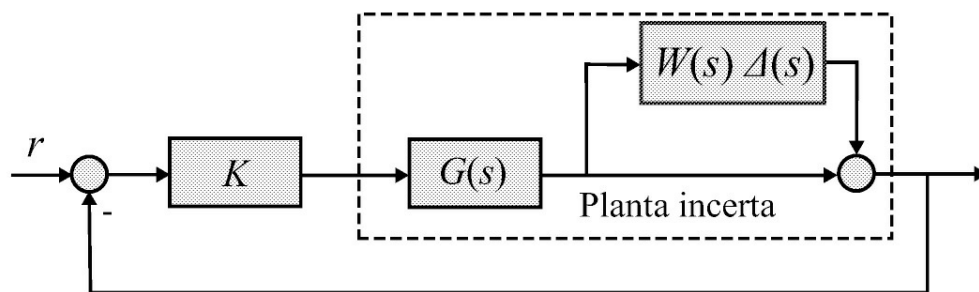 W(s) Δ(s)
r
K
G(s)
-
Planta incerta